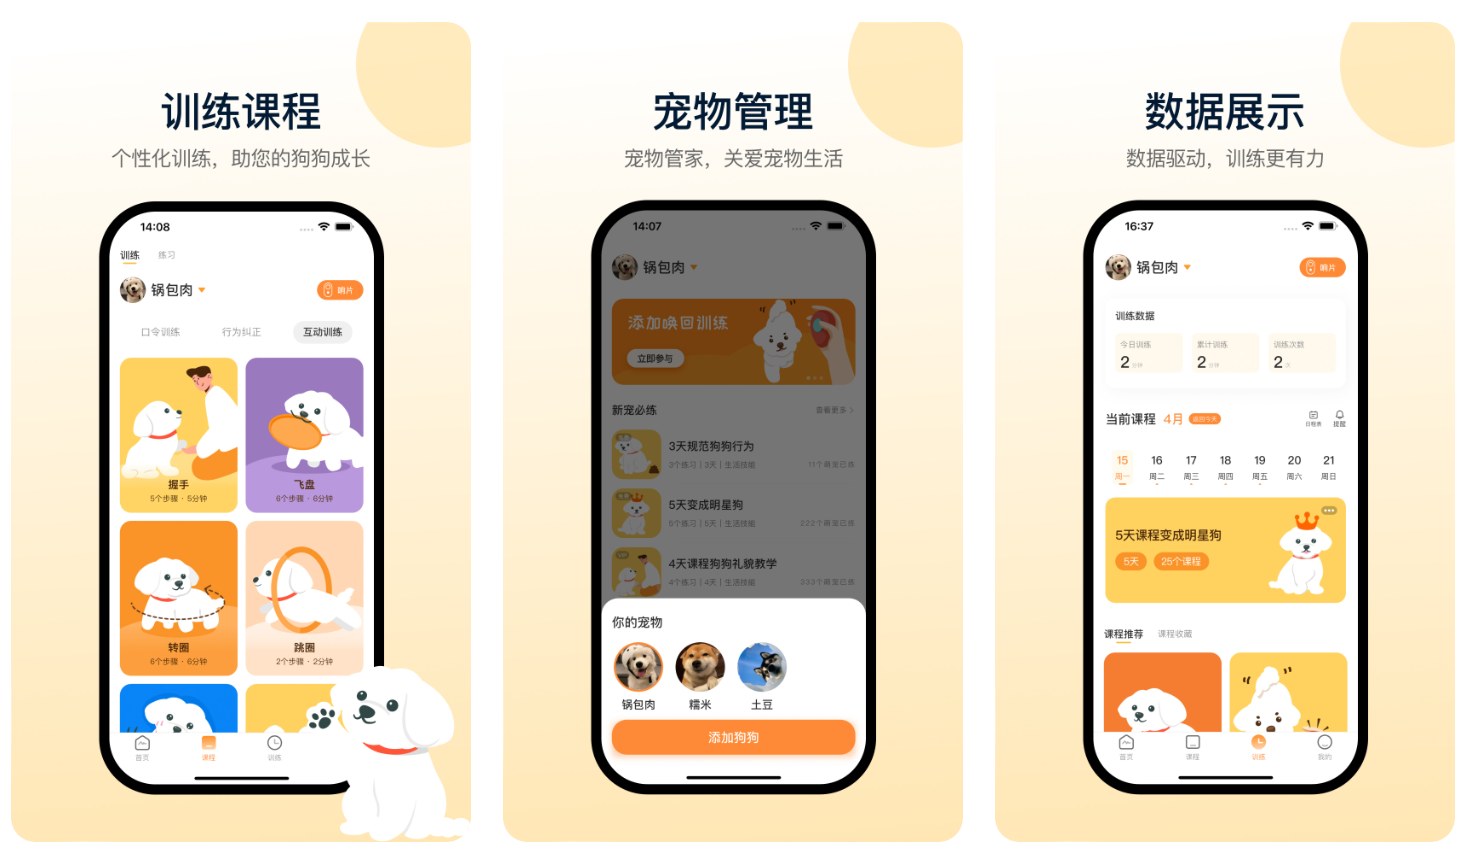 训练课程
个性化训练，助您的狗狗成长
14:08
训练 练习
锅包肉
响片
口令训练 行为纠正 互动训练
握手
5个步骤 · 5分钟
飞盘
6个步骤 · 6分钟
转圈
6个步骤 · 6分钟
跳圈
2个步骤 · 2分钟
首页 课程 训练
宠物管理
宠物管家，关爱宠物生活
14:07
锅包肉
添加唤回训练
立即参与
新宠必练 查看更多
3天规范狗狗行为
3个练习 | 3天 | 生活技能
5天变成明星狗
5个练习 | 5天 | 生活技能
222个萌宠已练
4天课程狗狗礼貌教学
4个练习 | 4天 | 生活技能
333个萌宠已练
你的宠物
锅包肉 糯米 土豆
添加狗狗
数据展示
数据驱动，训练更有力
16:37
锅包肉
响片
训练数据
今日训练 累计训练 训练次数
2 分钟 2 分钟 2 次
当前课程 4月
日程表 提醒
15 16 17 18 19 20 21
周一 周二 周三 周四 周五 周六 周日
5天课程变成明星狗
5天 25个课程
课程推荐 课程收藏
首页 课程 训练 我的